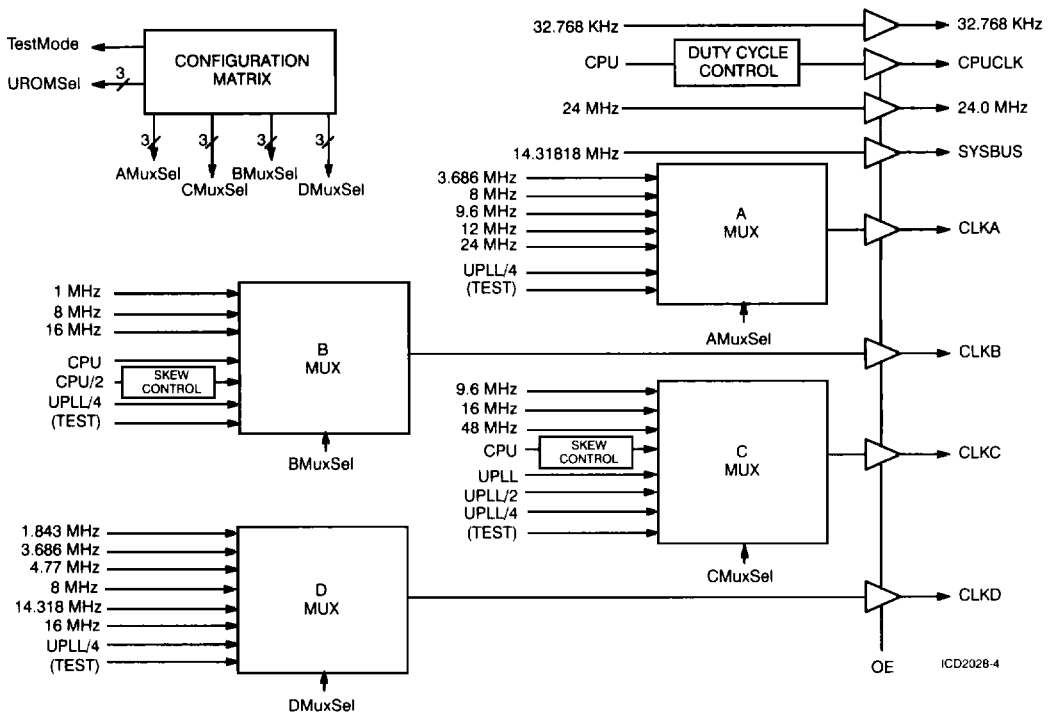 TestMode
UROMSel
3
CONFIGURATION
MATRIX
3
3
3
3
AMuxSel
CMuxSel
BMuxSel
DMuxSel
32.768 KHz
32.768 KHz
CPU
DUTY CYCLE
CONTROL
CPUCLK
24 MHz
24.0 MHz
14.31818 MHz
SYSBUS
3.686 MHz
8 MHz
9.6 MHz
12 MHz
24 MHz
UPLL/4
(TEST)
A
MUX
CLKA
AMuxSel
1 MHz
8 MHz
16 MHz
CPU
CPU/2
SKEW
CONTROL
UPLL/4
(TEST)
B
MUX
CLKB
BMuxSel
9.6 MHz
16 MHz
48 MHz
CPU
SKEW
CONTROL
UPLL
UPLL/2
UPLL/4
(TEST)
C
MUX
CLKC
CMuxSel
1.843 MHz
3.686 MHz
4.77 MHz
8 MHz
14.318 MHz
16 MHz
UPLL/4
(TEST)
D
MUX
CLKD
DMuxSel
OE
ICD2028-4